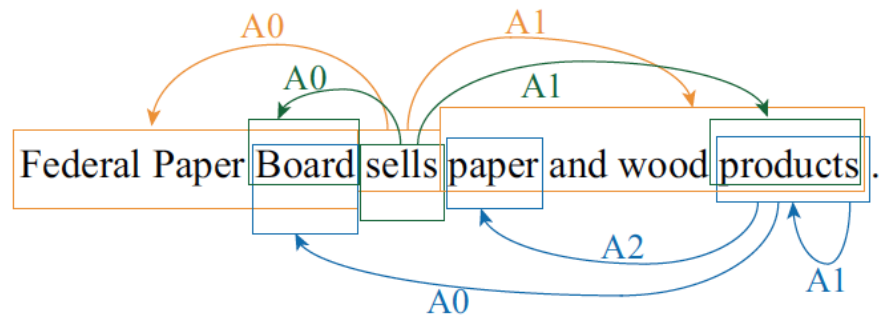 A0 A1
A0 A1
Federal Paper Board sells paper and wood products .
A2
A0 A1